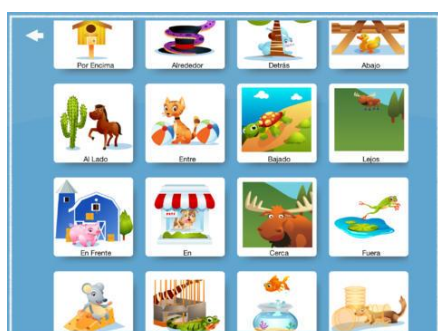 Por Encima
Alrededor
Detrás
Abajo
Al Lado
Entre
Bajado
Lejos
En Frente
En
Cerca
Fuera